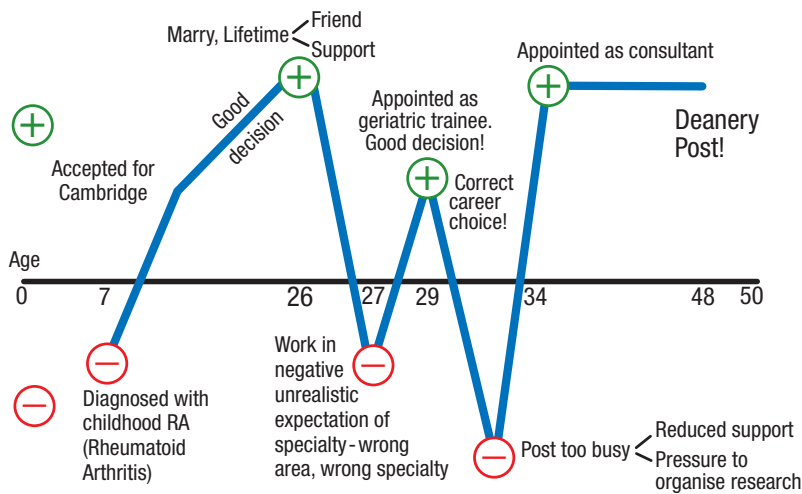 Marry, Lifetime
Friend
Support
Good
decision
Accepted for
Cambridge
Appointed as
geriatric trainee.
Good decision!
Correct
career
choice!
Appointed as consultant
Deanery
Post!
Age
0
7
26
27
29
34
48
50
Diagnosed with
childhood RA
(Rheumatoid
Arthritis)
Work in
negative
unrealistic
expectation of
specialty - wrong
area, wrong specialty
Post too busy
Reduced support
Pressure to
organise research